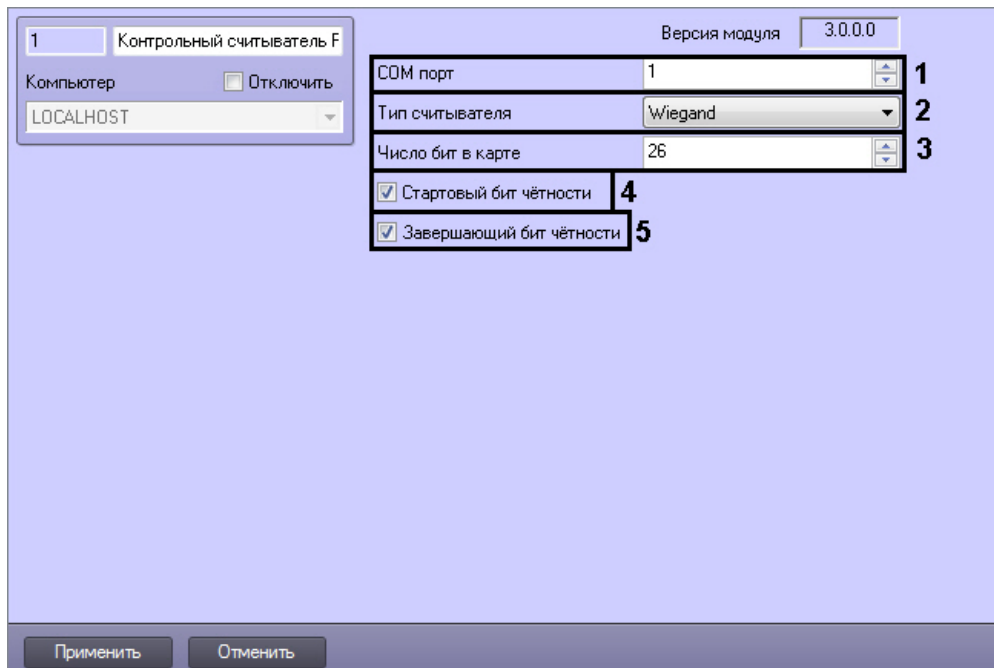 1 Контрольный считыватель F
Компьютер Отключить
LOCALHOST
Версия модуля 3.0.0.0
COM порт 1 1
Тип считывателя Wiegand 2
Число бит в карте 26 3
Стартовый бит чётности 4
Завершающий бит чётности 5
Применить Отменить